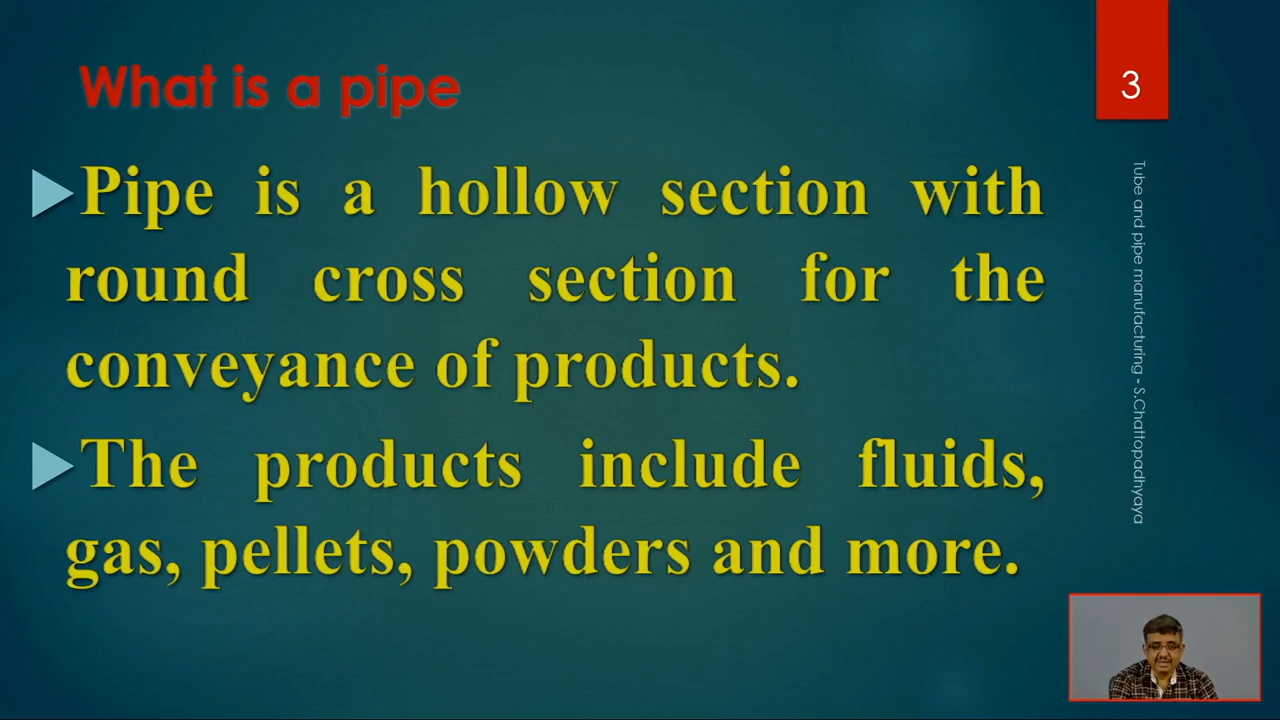 What is a pipe
3
Pipe is a hollow section with
round cross section for the
conveyance of products.
The products include fluids,
gas, pellets, powders and more.
Tube and pipe manufacturing - S.Chattopadhyaya